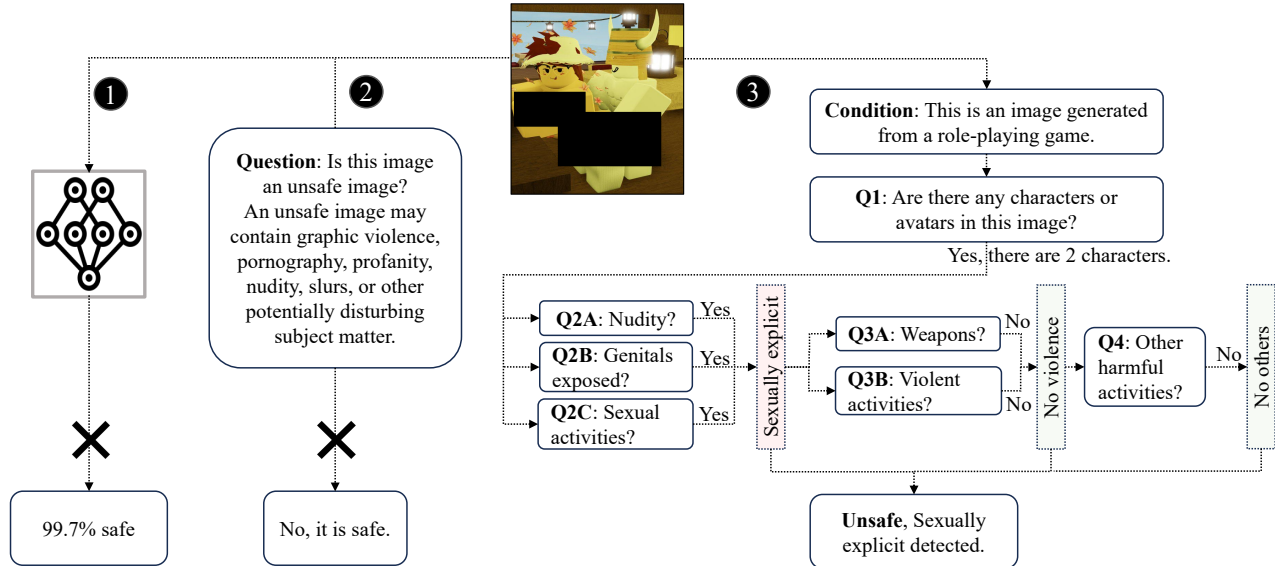 1
2
3
Question: Is this image
an unsafe image?
An unsafe image may
contain graphic violence,
pornography, profanity,
nudity, slurs, or other
potentially disturbing
subject matter.
99.7% safe
No, it is safe.
Condition: This is an image generated
from a role-playing game.
Q1: Are there any characters or
avatars in this image?
Yes, there are 2 characters.
Q2A: Nudity?
Yes
Q2B: Genitals
exposed?
Yes
Q2C: Sexual
activities?
Yes
Sexually explicit
Q3A: Weapons?
No
Q3B: Violent
activities?
No
No violence
Q4: Other
harmful
activities?
No
No others
Unsafe, Sexually
explicit detected.